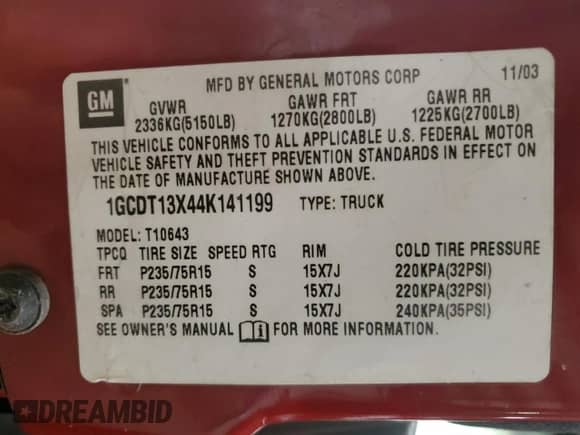 GM
MFD BY GENERAL MOTORS CORP 11/03
GVWR GAWR FRT GAWR RR
2336KG(5150LB) 1270KG(2800LB) 1225KG(2700LB)
THIS VEHICLE CONFORMS TO ALL APPLICABLE U.S. FEDERAL MOTOR
VEHICLE SAFETY AND THEFT PREVENTION STANDARDS IN EFFECT ON
THE DATE OF MANUFACTURE SHOWN ABOVE.
1GCDT13X44K141199 TYPE: TRUCK
MODEL: T10643
TPCQ TIRE SIZE SPEED RTG RIM COLD TIRE PRESSURE
FRT P235/75R15 S 15X7J 220KPA(32PSI)
RR P235/75R15 S 15X7J 220KPA(32PSI)
SPA P235/75R15 S 15X7J 240KPA(35PSI)
SEE OWNER'S MANUAL FOR MORE INFORMATION.
DREAMBID